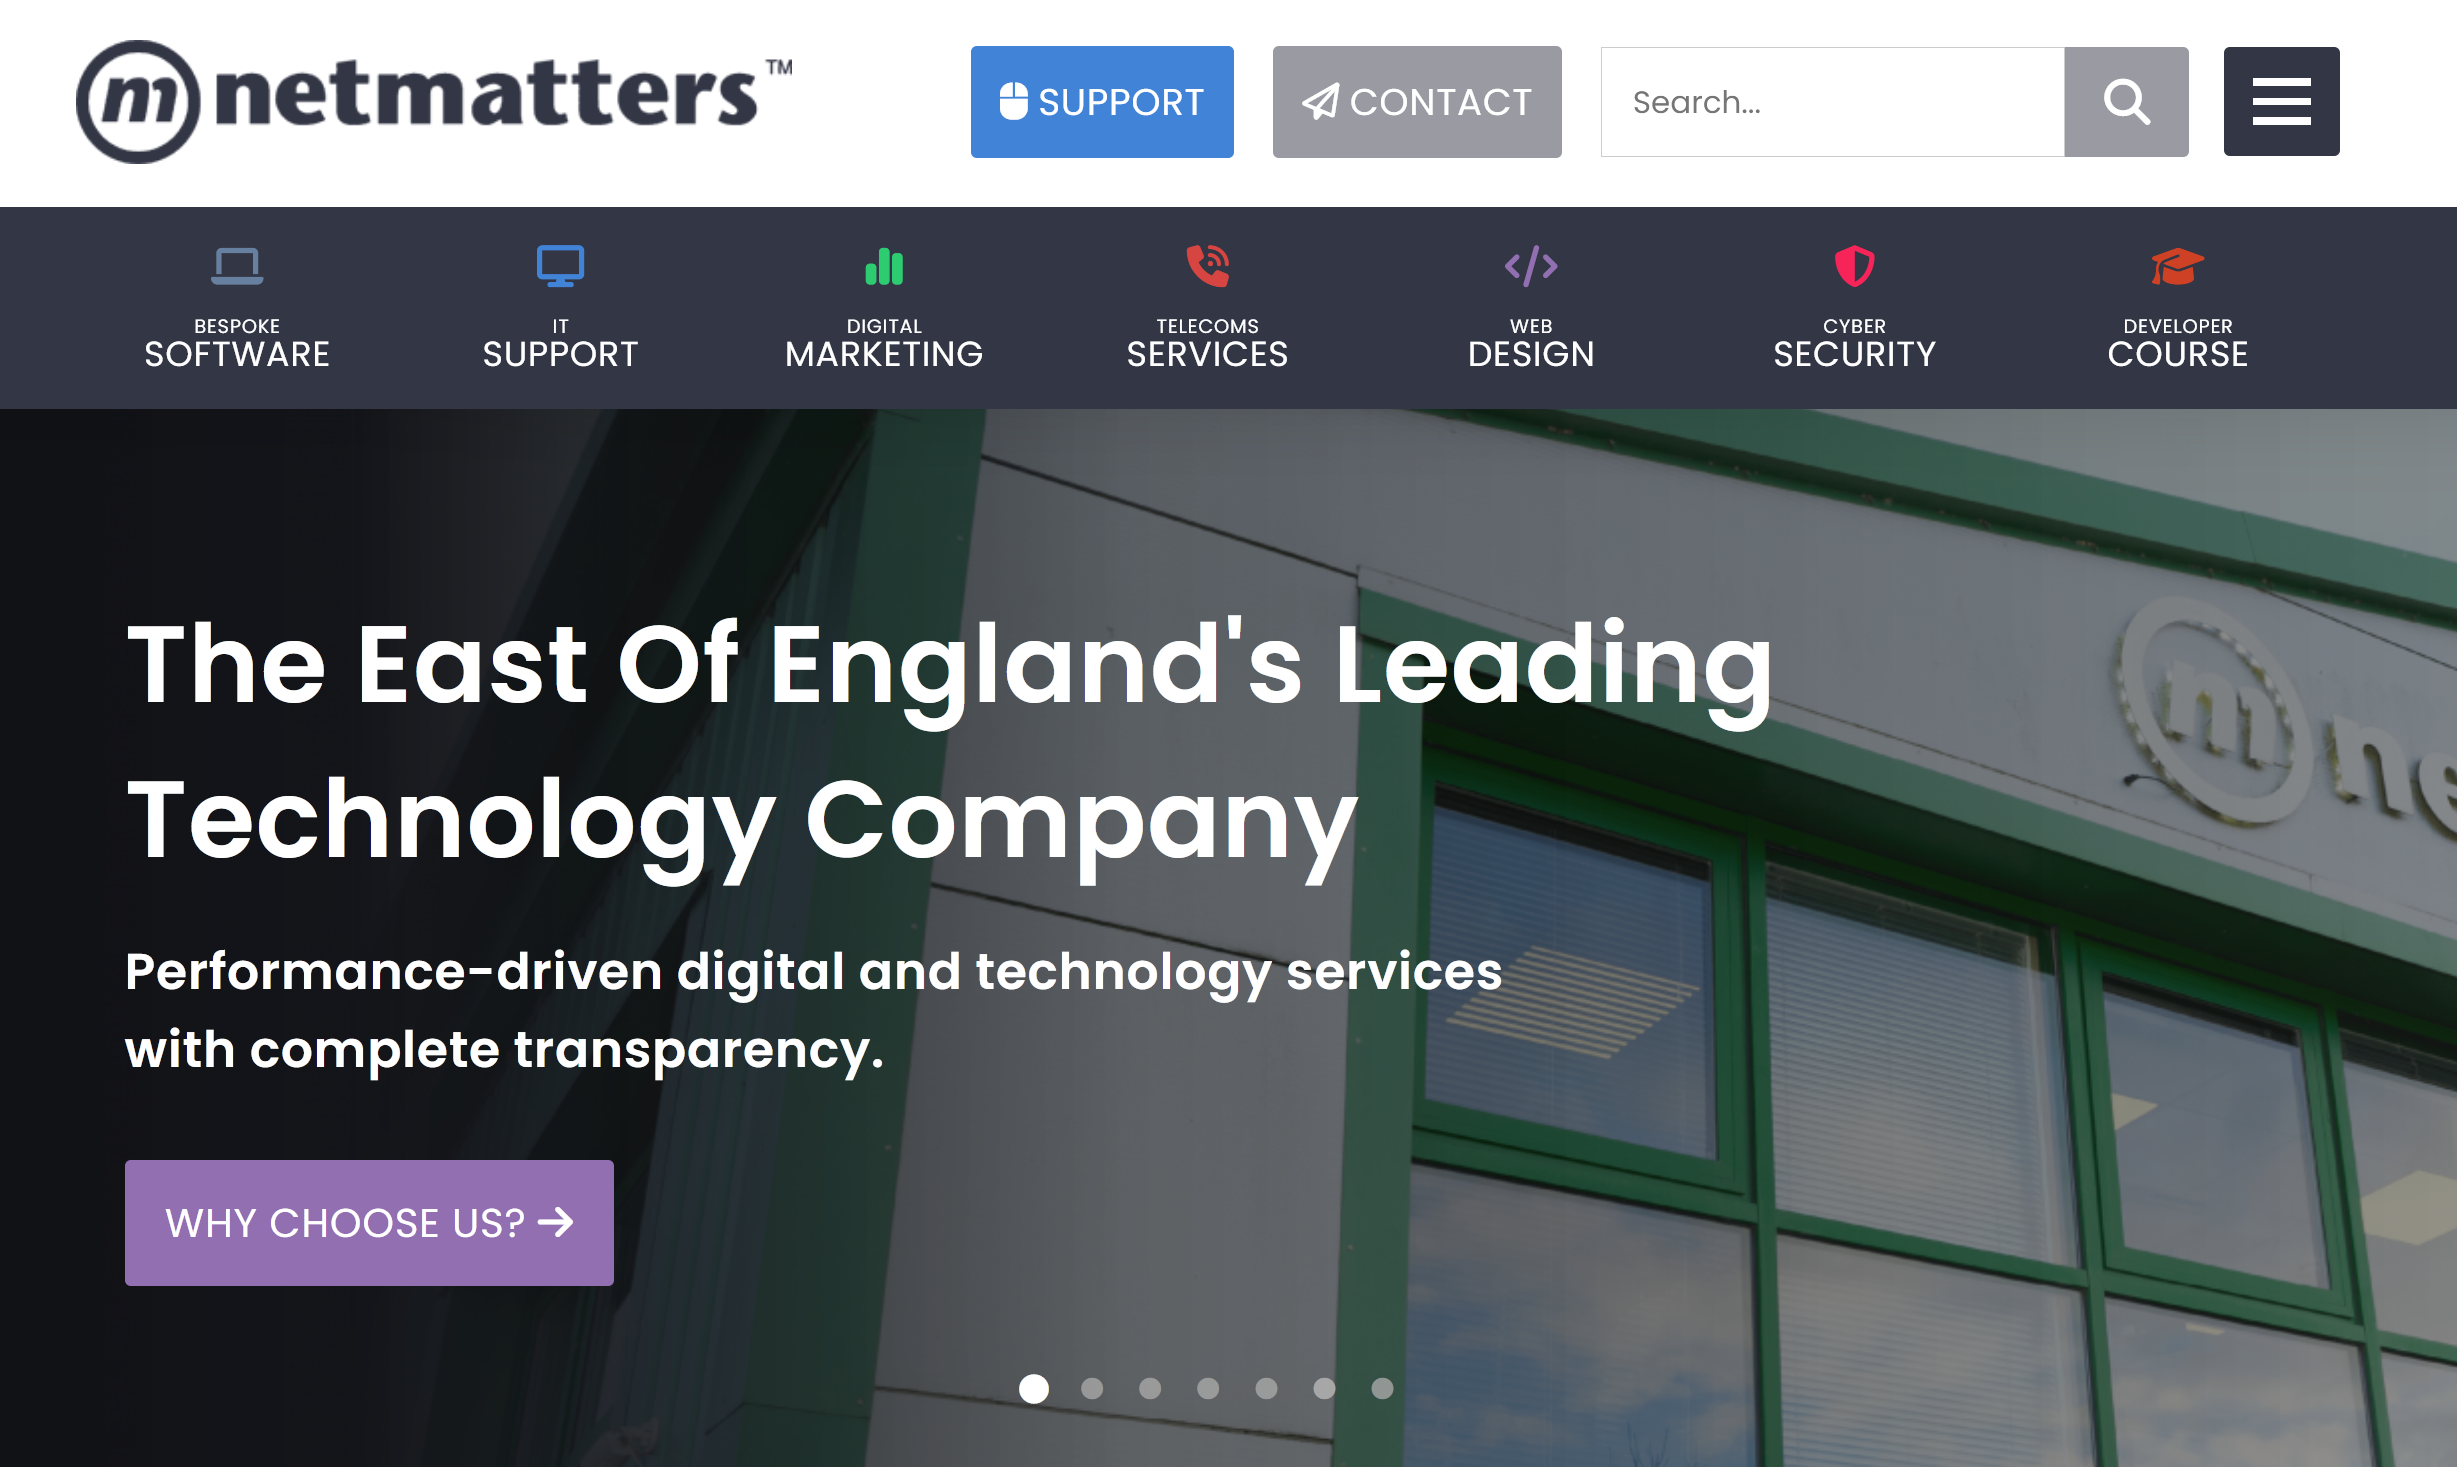 m netmatters™
SUPPORT
CONTACT
Search...
BESPOKE
SOFTWARE
IT
SUPPORT
DIGITAL
MARKETING
TELECOMS
SERVICES
WEB
DESIGN
CYBER
SECURITY
DEVELOPER
COURSE
The East Of England's Leading
Technology Company
m ne
Performance-driven digital and technology services
with complete transparency.
WHY CHOOSE US?